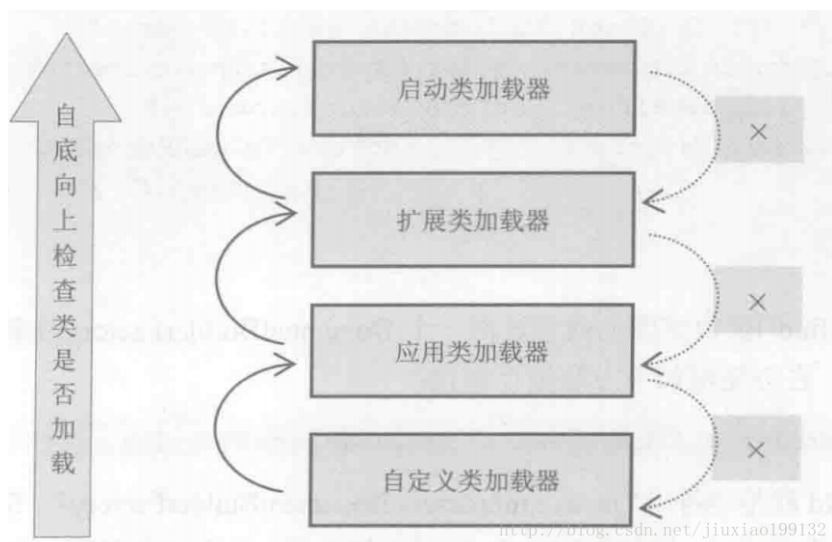 自底向上检查类是否加载
启动类加载器
×
扩展类加载器
×
应用类加载器
×
自定义类加载器
http://blog.csdn.net/jiuxiao199132